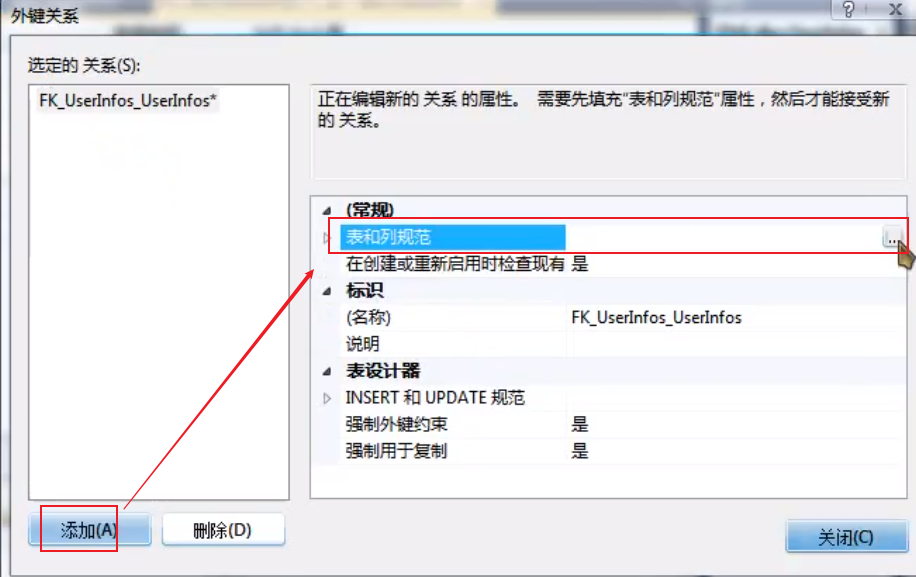 外键关系
选定的 关系(S):
FK_UserInfos_UserInfos*
正在编辑新的 关系 的属性。 需要先填充"表和列规范"属性，然后才能接受新
的 关系。
(常规)
表和列规范
...
在创建或重新启用时检查现有 是
标识
(名称) FK_UserInfos_UserInfos
说明
表设计器
INSERT 和 UPDATE 规范
强制外键约束 是
强制用于复制 是
添加(A) 删除(D)
关闭(C)